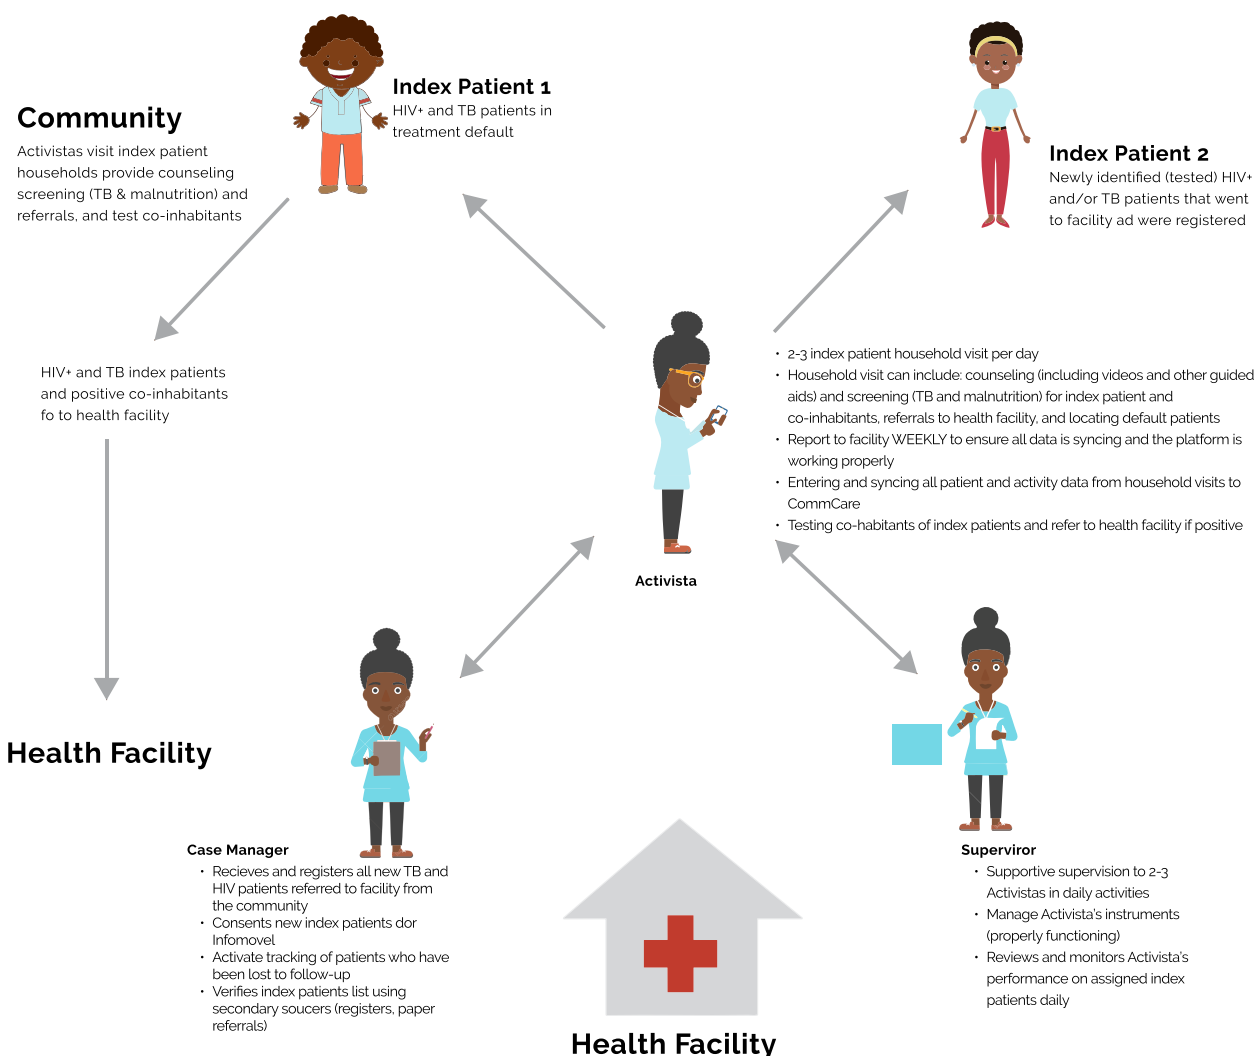 Community
Activistas visit index patient
households provide counseling
screening (TB & malnutrition) and
referrals, and test co-inhabitants
Index Patient 1
HIV+ and TB patients in
treatment default
Index Patient 2
Newly identified (tested) HIV+
and/or TB patients that went
to facility ad were registered
HIV+ and TB index patients
and positive co-inhabitants
fo to health facility
• 2-3 index patient household visit per day
• Household visit can include: counseling (including videos and other guided
aids) and screening (TB and malnutrition) for index patient and
co-inhabitants, referrals to health facility, and locating default patients
• Report to facility WEEKLY to ensure all data is syncing and the platform is
working properly
• Entering and syncing all patient and activity data from household visits to
CommCare
• Testing co-habitants of index patients and refer to health facility if positive
Activista
Health Facility
Case Manager
• Recieves and registers all new TB and
HIV patients referred to facility from
the community
• Consents new index patients dor
Infomovel
• Activate tracking of patients who have
been lost to follow-up
• Verifies index patients list using
secondary soucers (registers, paper
referrals)
Superviror
• Supportive supervision to 2-3
Activistas in daily activities
• Manage Activista's instruments
(properly functioning)
• Reviews and monitors Activista's
performance on assigned index
patients daily
Health Facility